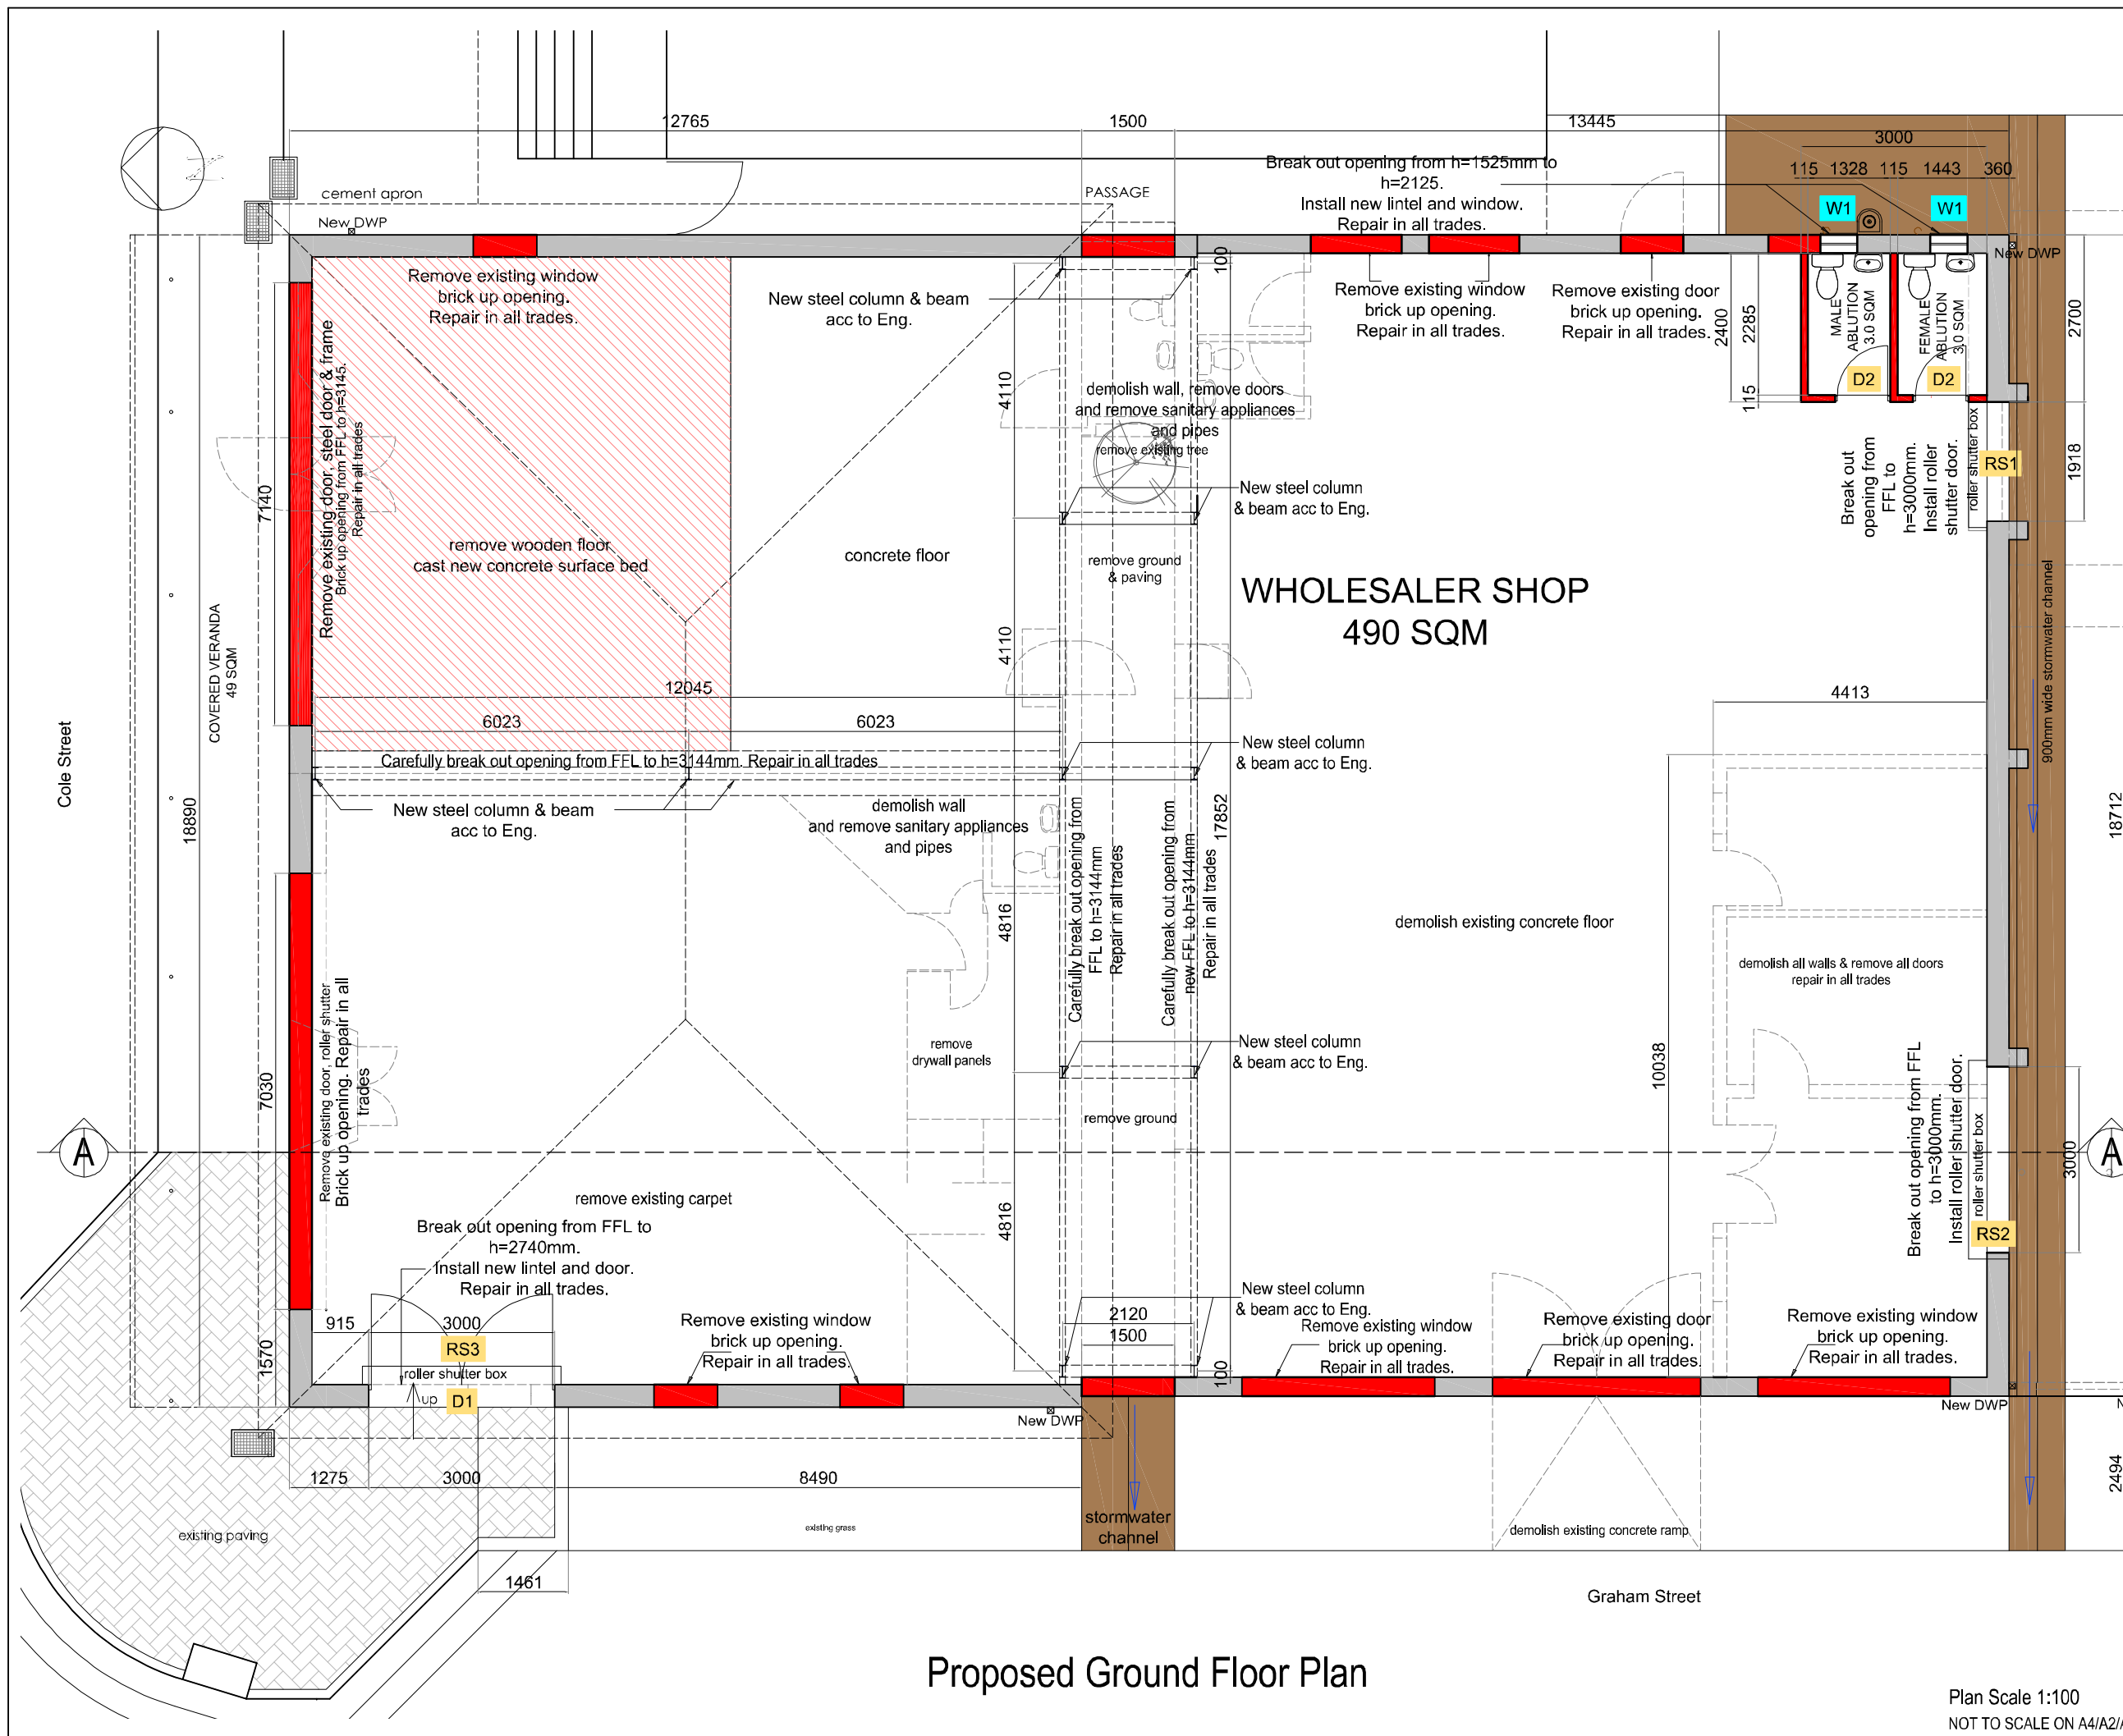 12765
1500
13445
3000
115
1328
115
1443
360
Break out opening from h=1525mm to
h=2125.
Install new lintel and window.
Repair in all trades.
cement apron
PASSAGE
New DWP
W1
W1
New DWP
Remove existing window
brick up opening.
Repair in all trades.
New steel column & beam
acc to Eng.
100
Remove existing window
brick up opening.
Repair in all trades.
Remove existing door
brick up opening.
Repair in all trades.
2400
2285
115
MALE
ABLUTION
3.0 SQM
FEMALE
ABLUTION
3.0 SQM
2700
D2
D2
Remove existing door, steel door & frame
Brick up opening from FFL to h=3145.
Repair in all trades
7140
4110
demolish wall, remove doors
and remove sanitary appliances
and pipes
remove existing tree
Break out
opening from
FFL to
h=3000mm.
Install roller
shutter door.
roller shutter box
RS1
1918
New steel column
& beam acc to Eng.
remove wooden floor
cast new concrete surface bed
concrete floor
remove ground
& paving
WHOLESALER SHOP
490 SQM
900mm wide stormwater channel
COVERED VERANDA
49 SQM
4110
12045
4413
6023
6023
Cole Street
Carefully break out opening from FFL to h=3144mm. Repair in all trades
New steel column
& beam acc to Eng.
New steel column & beam
acc to Eng.
demolish wall
and remove sanitary appliances
and pipes
18890
17852
18712
Carefully break out opening from
FFL to h=3144mm
Repair in all trades
Carefully break out opening from
new FFL to h=3144mm
Repair in all trades
4816
demolish existing concrete floor
demolish all walls & remove all doors
repair in all trades
Remove existing door, roller shutter
Brick up opening. Repair in all
trades
7030
remove
drywall panels
New steel column
& beam acc to Eng.
10038
Break out opening from FFL
to h=3000mm.
Install roller shutter door.
roller shutter box
remove ground
A
A
3000
remove existing carpet
4816
RS2
Break out opening from FFL to
h=2740mm.
Install new lintel and door.
Repair in all trades.
New steel column
& beam acc to Eng.
915
3000
RS3
roller shutter box
up
D1
1570
Remove existing window
brick up opening.
Repair in all trades.
2120
1500
100
Remove existing window
brick up opening.
Repair in all trades.
Remove existing door
brick up opening.
Repair in all trades.
Remove existing window
brick up opening.
Repair in all trades.
New DWP
New DWP
1275
3000
8490
2494
existing paving
existing grass
stormwater
channel
demolish existing concrete ramp
1461
Graham Street
Proposed Ground Floor Plan
Plan Scale 1:100
NOT TO SCALE ON A4/A2/